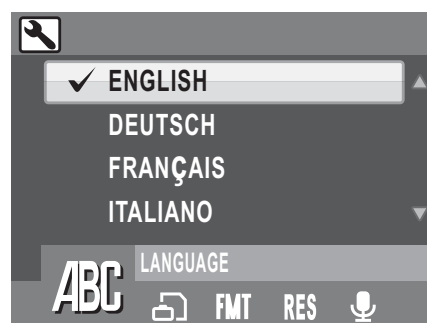 ENGLISH
DEUTSCH
FRANÇAIS
ITALIANO
LANGUAGE
ABC FMT RES